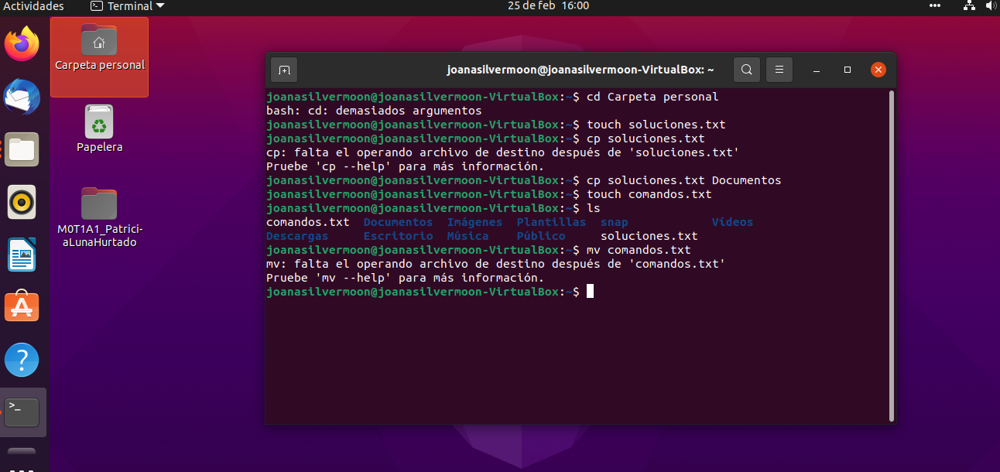 Actividades
Terminal
25 de feb 16:00
Carpeta personal
Papelera
M0T1A1_Patrici-
aLunaHurtado
joanasilvermoon@joanasilvermoon-VirtualBox: ~
joanasilvermoon@joanasilvermoon-VirtualBox:~$ cd Carpeta personal
bash: cd: demasiados argumentos
joanasilvermoon@joanasilvermoon-VirtualBox:~$ touch soluciones.txt
joanasilvermoon@joanasilvermoon-VirtualBox:~$ cp soluciones.txt
cp: falta el operando archivo de destino después de 'soluciones.txt'
Pruebe 'cp --help' para más información.
joanasilvermoon@joanasilvermoon-VirtualBox:~$ cp soluciones.txt Documentos
joanasilvermoon@joanasilvermoon-VirtualBox:~$ touch comandos.txt
joanasilvermoon@joanasilvermoon-VirtualBox:~$ ls
comandos.txt  Documentos  Imágenes  Plantillas  snap            Vídeos
Descargas     Escritorio  Música    Público     soluciones.txt
joanasilvermoon@joanasilvermoon-VirtualBox:~$ mv comandos.txt
mv: falta el operando archivo de destino después de 'comandos.txt'
Pruebe 'mv --help' para más información.
joanasilvermoon@joanasilvermoon-VirtualBox:~$